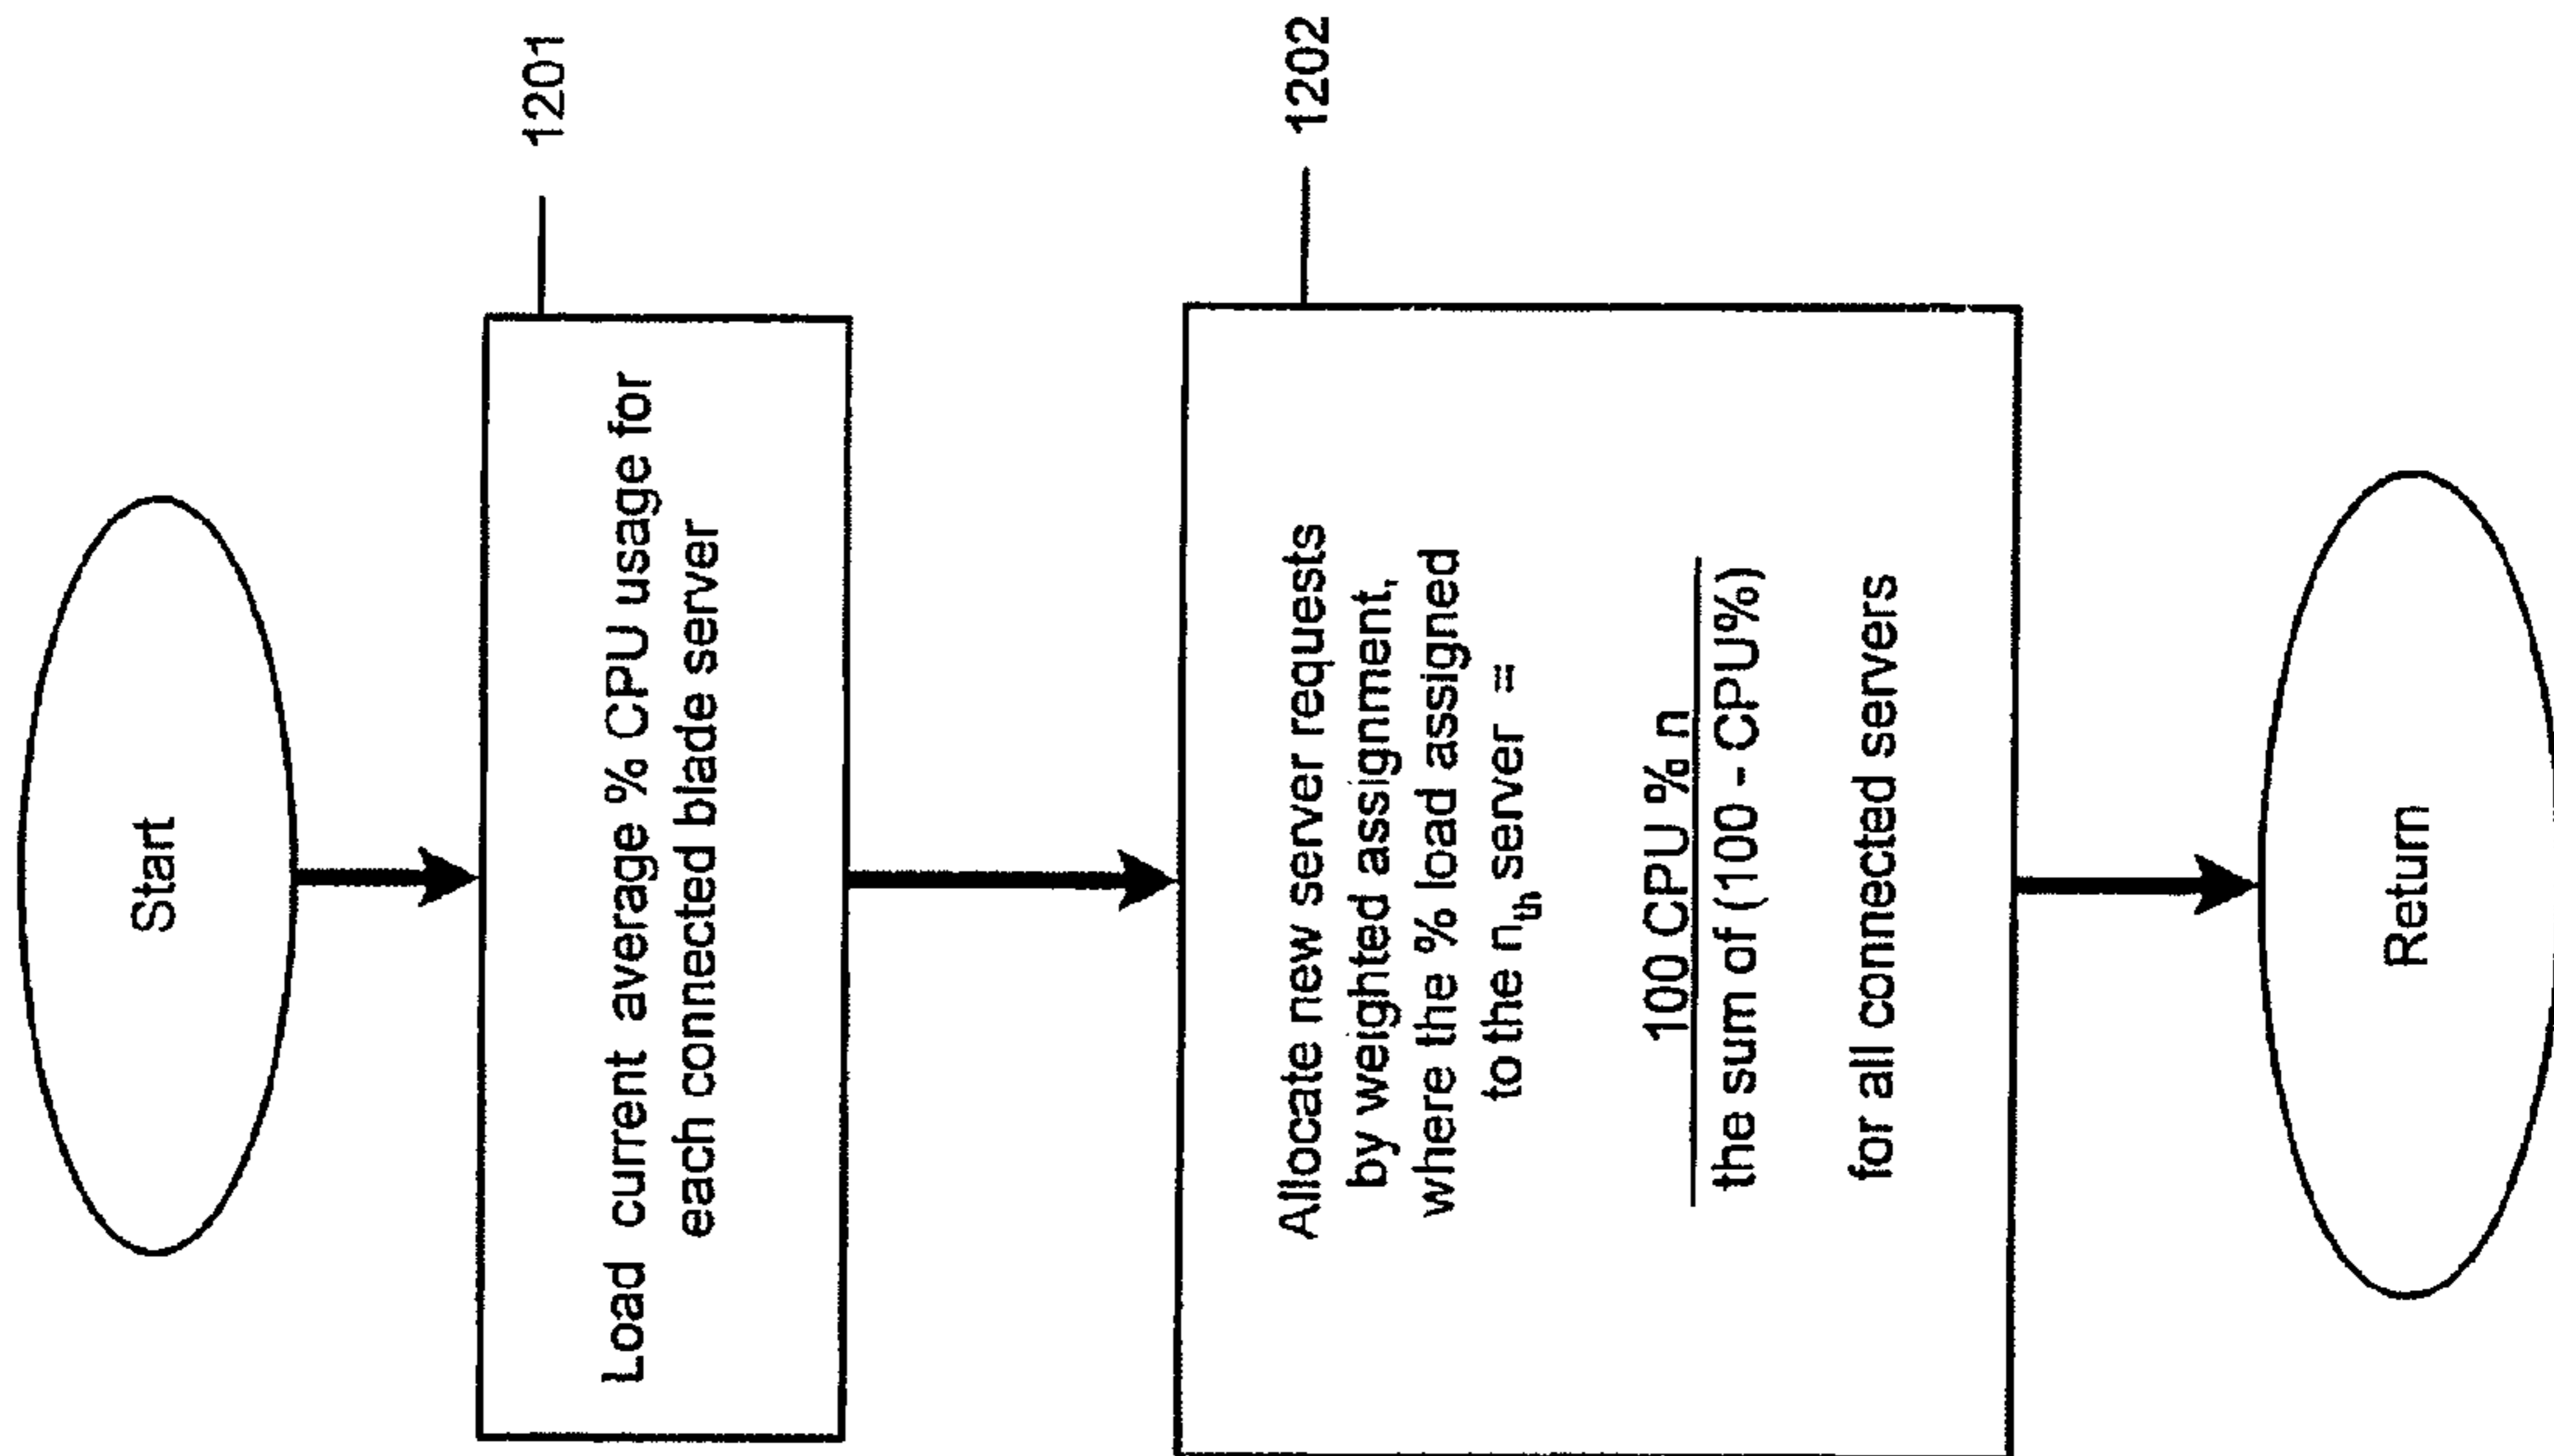 Start
1201
Load current average % CPU usage for
each connected blade server
1202
Allocate new server requests
by weighted assignment,
where the % load assigned
to the nth server =
100 CPU % n
the sum of (100 - CPU%)
for all connected servers
Return